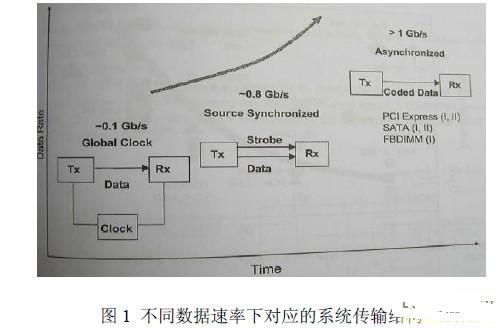 > 1 Gb/s
Asynchronized
Tx
Rx
Coded Data
PCI Express (I, II)
SATA (I, II)
FBDIMM (I)
~0.8 Gb/s
Source Synchronized
Tx
Strobe
Data
Rx
~0.1 Gb/s
Global Clock
Tx
Data
Rx
Clock
Data Rate
Time
图 1 不同数据速率下对应的系统传输结构